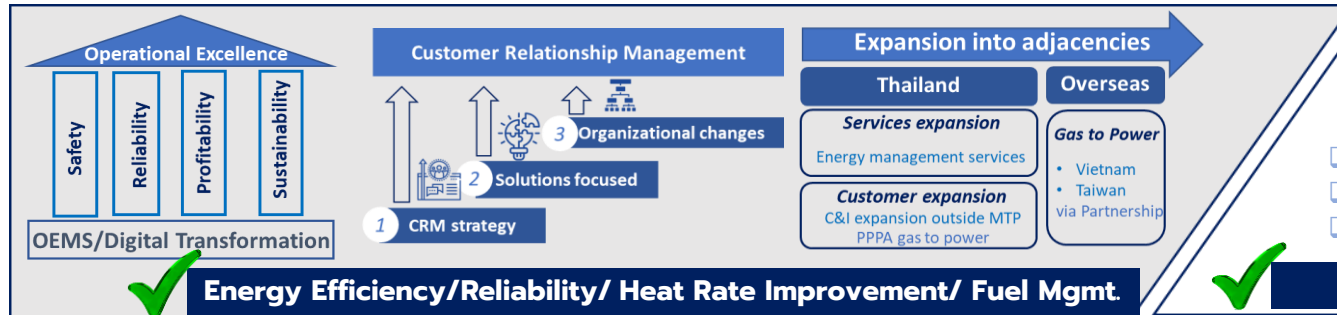 Operational Excellence
Safety
Reliability
Profitability
Sustainability
OEMS/Digital Transformation
Customer Relationship Management
3 Organizational changes
2 Solutions focused
1 CRM strategy
Expansion into adjacencies
Thailand
Services expansion
Energy management services
Customer expansion
C&I expansion outside MTP
PPPA gas to power
Overseas
Gas to Power
• Vietnam
• Taiwan
via Partnership
Energy Efficiency/Reliability/ Heat Rate Improvement/ Fuel Mgmt.